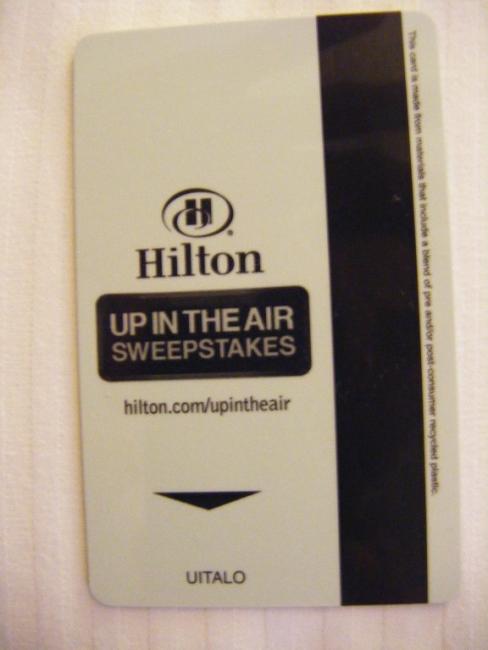 Hilton
UP IN THE AIR
SWEEPSTAKES
hilton.com/upintheair
UITALO
This card is made from materials that include a blend of pre and/or post-consumer recycled plastic.